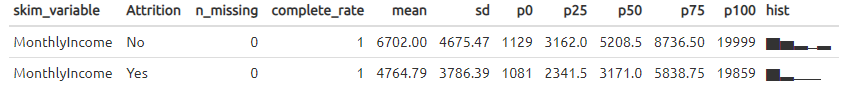 skim_variable Attrition n_missing complete_rate mean sd p0 p25 p50 p75 p100 hist
MonthlyIncome No 0 1 6702.00 4675.47 1129 3162.0 5208.5 8736.50 19999
MonthlyIncome Yes 0 1 4764.79 3786.39 1081 2341.5 3171.0 5838.75 19859